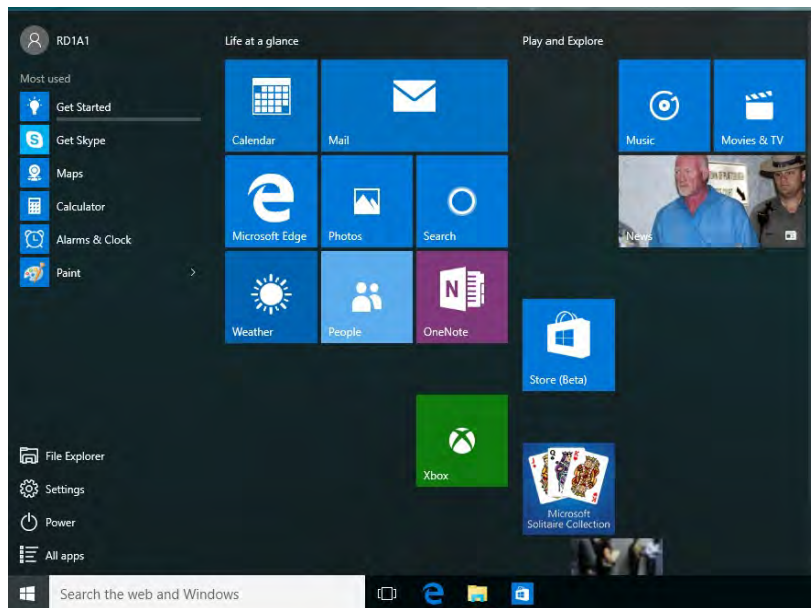 RD1A1
Most used
Get Started
Get Skype
Maps
Calculator
Alarms & Clock
Paint
File Explorer
Settings
Power
All apps
Life at a glance
Calendar
Mail
Microsoft Edge
Photos
Search
Weather
People
OneNote
Xbox
Play and Explore
Music
Movies & TV
News
Store (Beta)
Microsoft
Solitaire Collection
Search the web and Windows